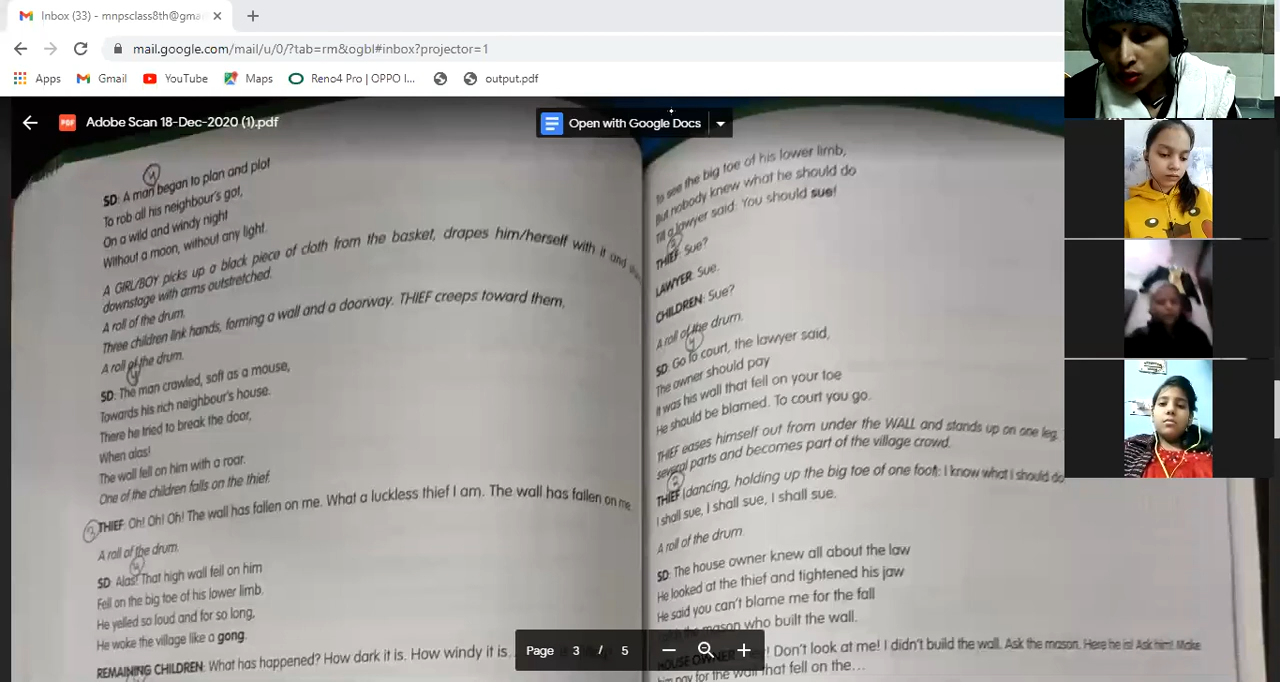 Inbox (33) - mnpsclass8th@gma
mail.google.com/mail/u/0/?tab=rm&ogbl#inbox?projector=1
Apps Gmail YouTube Maps Reno4 Pro | OPPO I... output.pdf
PDF Adobe Scan 18-Dec-2020 (1).pdf
Open with Google Docs
SD: A man began to plan and plot
To rob all his neighbour's got,
On a wild and windy night
Without a moon, without any light.
A GIRL/BOY picks up a black piece of cloth from the basket, drapes him/herself with it and
downstage with arms outstretched.
A roll of the drum.
Three children link hands, forming a wall and a doorway. THIEF creeps toward them,
A roll of the drum.
SD: The man crawled, soft as a mouse,
Towards his rich neighbour's house.
There he tried to break the door,
When alas!
The wall fell on him with a roar.
One of the children falls on the thief.
THIEF: Oh! Oh! Oh! The wall has fallen on me. What a luckless thief I am. The wall has fallen on me.
A roll of the drum.
SD: Alas! That high wall fell on him
Fell on the big toe of his lower limb.
He yelled so loud and for so long,
He woke the village like a gong.
REMAINING CHILDREN: What has happened? How dark it is. How windy it is.
To see the big toe of his lower limb,
But nobody knew what he should do
Till a lawyer said: You should sue!
THIEF: Sue?
LAWYER: Sue.
CHILDREN: Sue?
A roll of the drum.
SD: Go to court, the lawyer said,
The owner should pay
It was his wall that fell on your toe
He should be blamed. To court you go.
THIEF eases himself out from under the WALL and stands up on one leg.
several parts and becomes part of the village crowd.
THIEF (dancing, holding up the big toe of one foot): I know what I should do
I shall sue, I shall sue, I shall sue.
A roll of the drum.
SD: The house owner knew all about the law
He looked at the thief and tightened his jaw
He said you can't blame me for the fall
the mason who built the wall.
HOUSE OWNER: ! Don't look at me! I didn't build the wall. Ask the mason. Here he is! Ask him! Make
him pay for the wall that fell on the...
Page 3 / 5